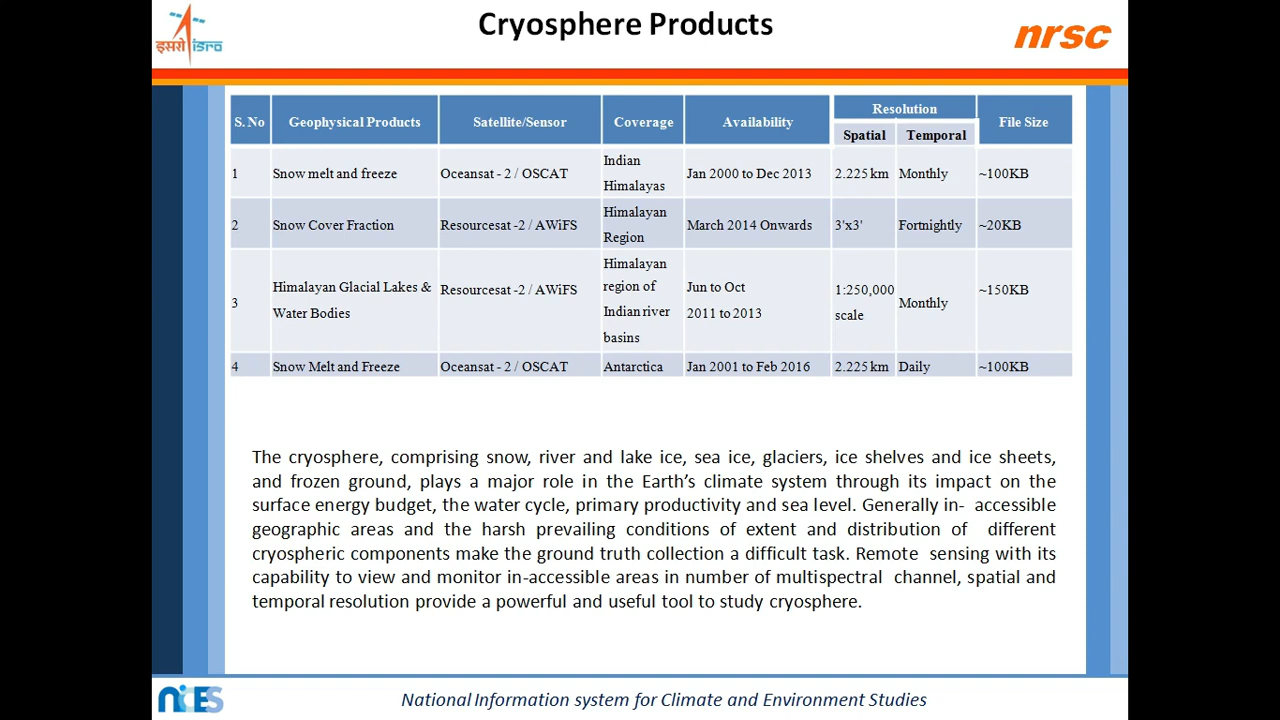 Cryosphere Products
इसरो isro
nrsc
S. No Geophysical Products Satellite/Sensor Coverage Availability Resolution File Size
Spatial Temporal
1 Snow melt and freeze Oceansat - 2 / OSCAT Indian Himalayas Jan 2000 to Dec 2013 2.225 km Monthly ~100KB
2 Snow Cover Fraction Resourcesat -2 / AWiFS Himalayan Region March 2014 Onwards 3'x3' Fortnightly ~20KB
3 Himalayan Glacial Lakes & Water Bodies Resourcesat -2 / AWiFS Himalayan region of Indian river basins Jun to Oct 2011 to 2013 1:250,000 scale Monthly ~150KB
4 Snow Melt and Freeze Oceansat - 2 / OSCAT Antarctica Jan 2001 to Feb 2016 2.225 km Daily ~100KB
The cryosphere, comprising snow, river and lake ice, sea ice, glaciers, ice shelves and ice sheets,
and frozen ground, plays a major role in the Earth's climate system through its impact on the
surface energy budget, the water cycle, primary productivity and sea level. Generally in- accessible
geographic areas and the harsh prevailing conditions of extent and distribution of different
cryospheric components make the ground truth collection a difficult task. Remote sensing with its
capability to view and monitor in-accessible areas in number of multispectral channel, spatial and
temporal resolution provide a powerful and useful tool to study cryosphere.
NICES
National Information system for Climate and Environment Studies